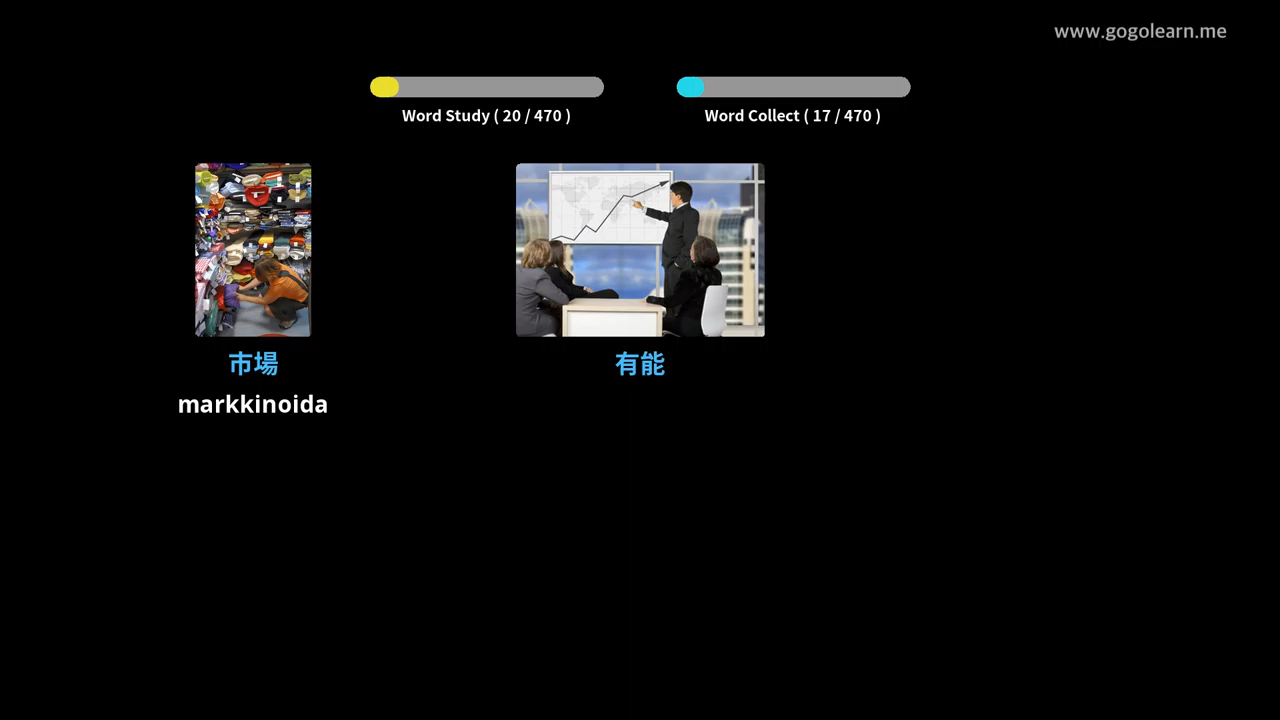 www.gogolearn.me
Word Study ( 20 / 470 )
Word Collect ( 17 / 470 )
市場
有能
markkinoida